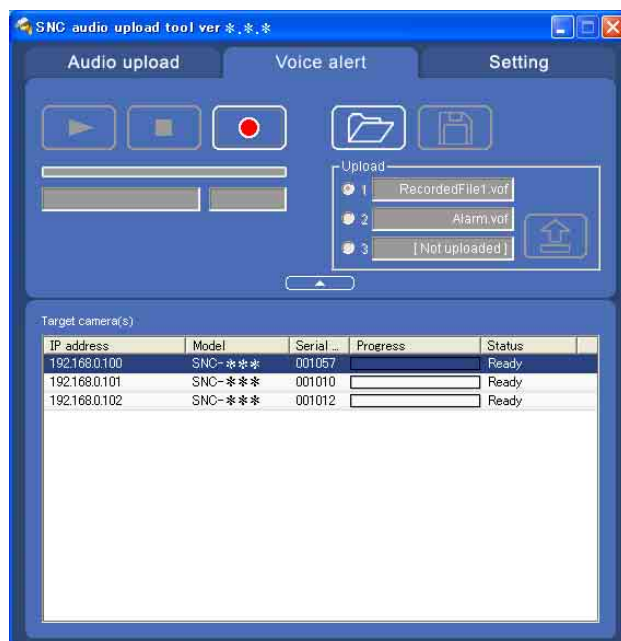 SNC audio upload tool ver *.*.*
Audio upload Voice alert Setting
Upload
1 RecordedFile1.vof
2 Alarm.vof
3 [Not uploaded]
Target camera(s)
IP address Model Serial ... Progress Status
192.168.0.100 SNC-*** 001057 Ready
192.168.0.101 SNC-*** 001010 Ready
192.168.0.102 SNC-*** 001012 Ready